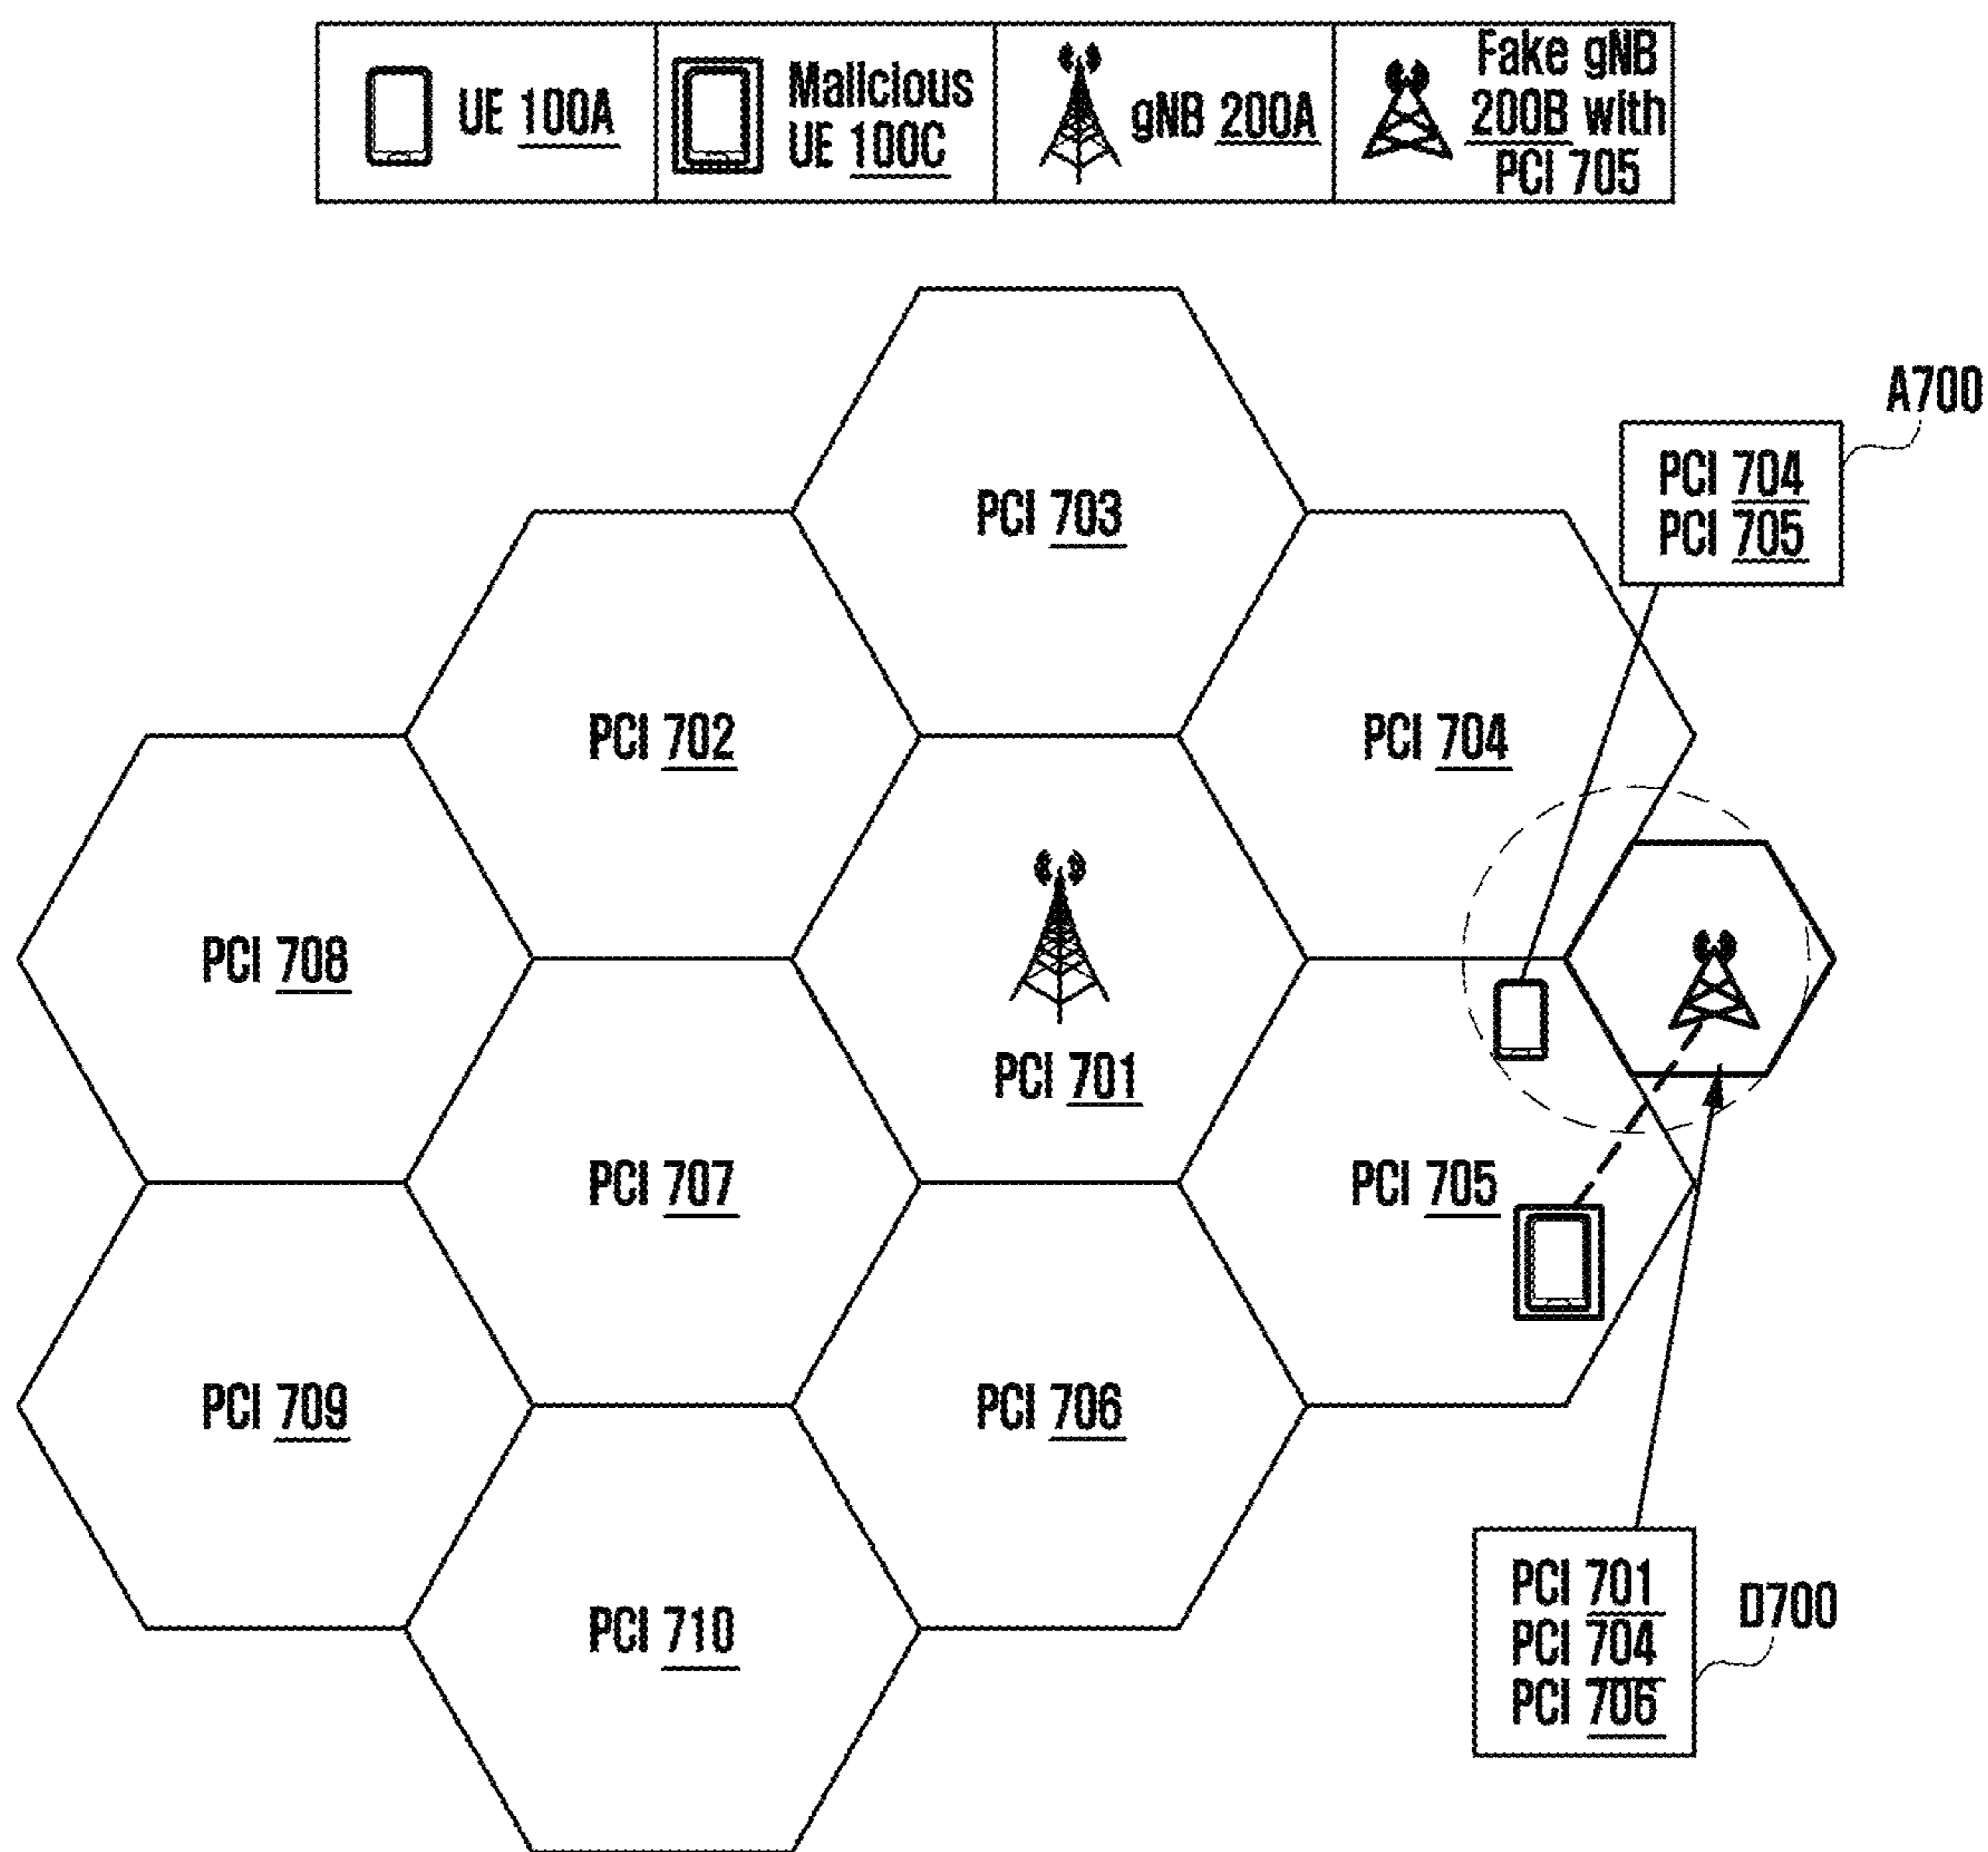 UE 100A
Malicious
UE 100C
gNB 200A
Fake gNB
200B with
PCI 705
A700
PCI 704
PCI 705
PCI 703
PCI 702
PCI 704
PCI 708
PCI 701
PCI 707
PCI 705
PCI 709
PCI 706
PCI 701
PCI 704
PCI 706
D700
PCI 710